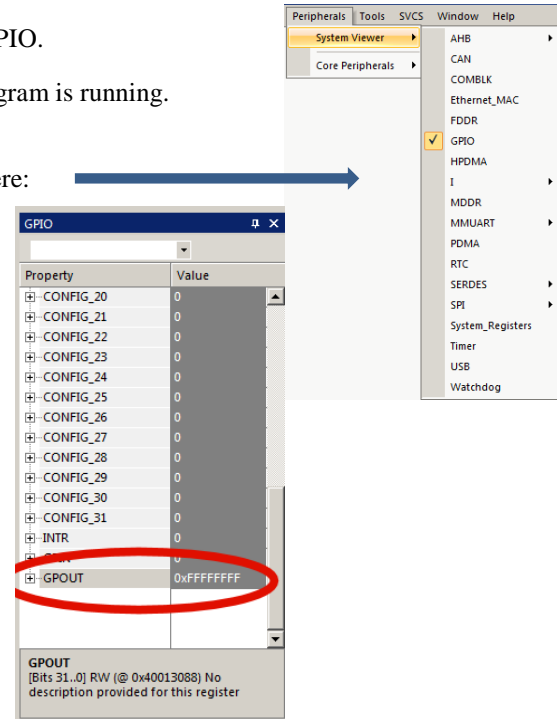 PIO.
gram is running.
ere:
Peripherals Tools SVCS Window Help
System Viewer
Core Peripherals
AHB
CAN
COMBLK
Ethernet_MAC
FDDR
GPIO
HPDMA
I
MDDR
MMUART
PDMA
RTC
SERDES
SPI
System_Registers
Timer
USB
Watchdog
GPIO
Property Value
CONFIG_20 0
CONFIG_21 0
CONFIG_22 0
CONFIG_23 0
CONFIG_24 0
CONFIG_25 0
CONFIG_26 0
CONFIG_27 0
CONFIG_28 0
CONFIG_29 0
CONFIG_30 0
CONFIG_31 0
INTR 0
0
GPOUT 0xFFFFFFFF
GPOUT
[Bits 31..0] RW (@ 0x40013088) No
description provided for this register